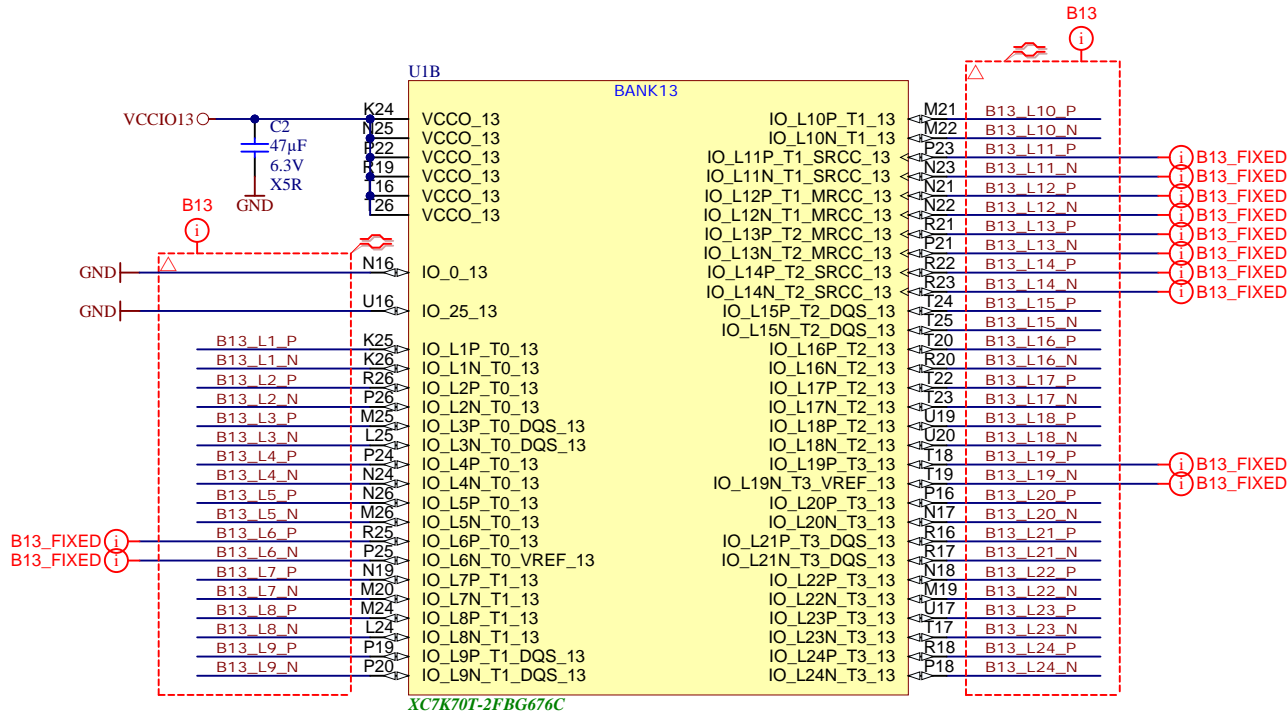 B13
B13
U1B
BANK13
VCCIO13
C2
47µF
6.3V
X5R
GND
K24 VCCO_13
N25 VCCO_13
P22 VCCO_13
R19 VCCO_13
VCCO_13
VCCO_13
GND N16 IO_0_13
GND U16 IO_25_13
B13_L1_P K25 IO_L1P_T0_13
B13_L1_N K26 IO_L1N_T0_13
B13_L2_P R26 IO_L2P_T0_13
B13_L2_N P26 IO_L2N_T0_13
B13_L3_P M25 IO_L3P_T0_DQS_13
B13_L3_N L25 IO_L3N_T0_DQS_13
B13_L4_P P24 IO_L4P_T0_13
B13_L4_N N24 IO_L4N_T0_13
B13_L5_P N26 IO_L5P_T0_13
B13_L5_N M26 IO_L5N_T0_13
B13_FIXED i B13_L6_P R25 IO_L6P_T0_13
B13_FIXED i B13_L6_N P25 IO_L6N_T0_VREF_13
B13_L7_P N19 IO_L7P_T1_13
B13_L7_N M20 IO_L7N_T1_13
B13_L8_P M24 IO_L8P_T1_13
B13_L8_N L24 IO_L8N_T1_13
B13_L9_P P19 IO_L9P_T1_DQS_13
B13_L9_N P20 IO_L9N_T1_DQS_13
IO_L10P_T1_13 M21 B13_L10_P
IO_L10N_T1_13 M22 B13_L10_N
IO_L11P_T1_SRCC_13 P23 B13_L11_P i B13_FIXED
IO_L11N_T1_SRCC_13 N23 B13_L11_N i B13_FIXED
IO_L12P_T1_MRCC_13 N21 B13_L12_P i B13_FIXED
IO_L12N_T1_MRCC_13 N22 B13_L12_N i B13_FIXED
IO_L13P_T2_MRCC_13 R21 B13_L13_P i B13_FIXED
IO_L13N_T2_MRCC_13 P21 B13_L13_N i B13_FIXED
IO_L14P_T2_SRCC_13 R22 B13_L14_P i B13_FIXED
IO_L14N_T2_SRCC_13 R23 B13_L14_N i B13_FIXED
IO_L15P_T2_DQS_13 T24 B13_L15_P
IO_L15N_T2_DQS_13 T25 B13_L15_N
IO_L16P_T2_13 T20 B13_L16_P
IO_L16N_T2_13 R20 B13_L16_N
IO_L17P_T2_13 T22 B13_L17_P
IO_L17N_T2_13 T23 B13_L17_N
IO_L18P_T2_13 U19 B13_L18_P
IO_L18N_T2_13 U20 B13_L18_N
IO_L19P_T3_13 T18 B13_L19_P i B13_FIXED
IO_L19N_T3_VREF_13 T19 B13_L19_N i B13_FIXED
IO_L20P_T3_13 P16 B13_L20_P
IO_L20N_T3_13 N17 B13_L20_N
IO_L21P_T3_DQS_13 R16 B13_L21_P
IO_L21N_T3_DQS_13 R17 B13_L21_N
IO_L22P_T3_13 N18 B13_L22_P
IO_L22N_T3_13 M19 B13_L22_N
IO_L23P_T3_13 U17 B13_L23_P
IO_L23N_T3_13 T17 B13_L23_N
IO_L24P_T3_13 R18 B13_L24_P
IO_L24N_T3_13 P18 B13_L24_N
XC7K70T-2FBG676C